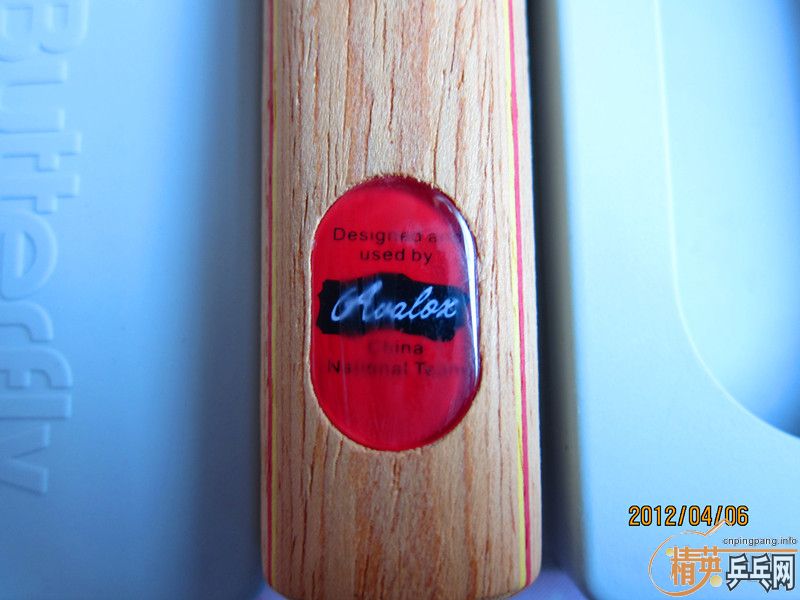 Butterfly
Designed and
used by
Avalox
China
National Team
2012/04/06
cnpingpang.info
精英乒乓网